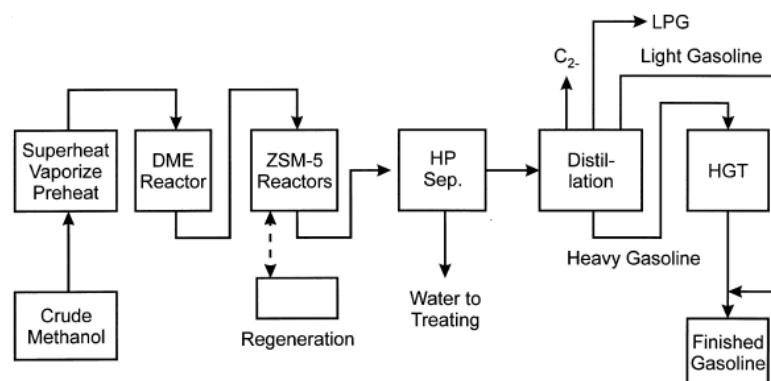 LPG
Light Gasoline
C2-
Superheat
Vaporize
Preheat
DME
Reactor
ZSM-5
Reactors
HP
Sep.
Distil-
lation
HGT
Heavy Gasoline
Crude
Methanol
Regeneration
Water to
Treating
Finished
Gasoline